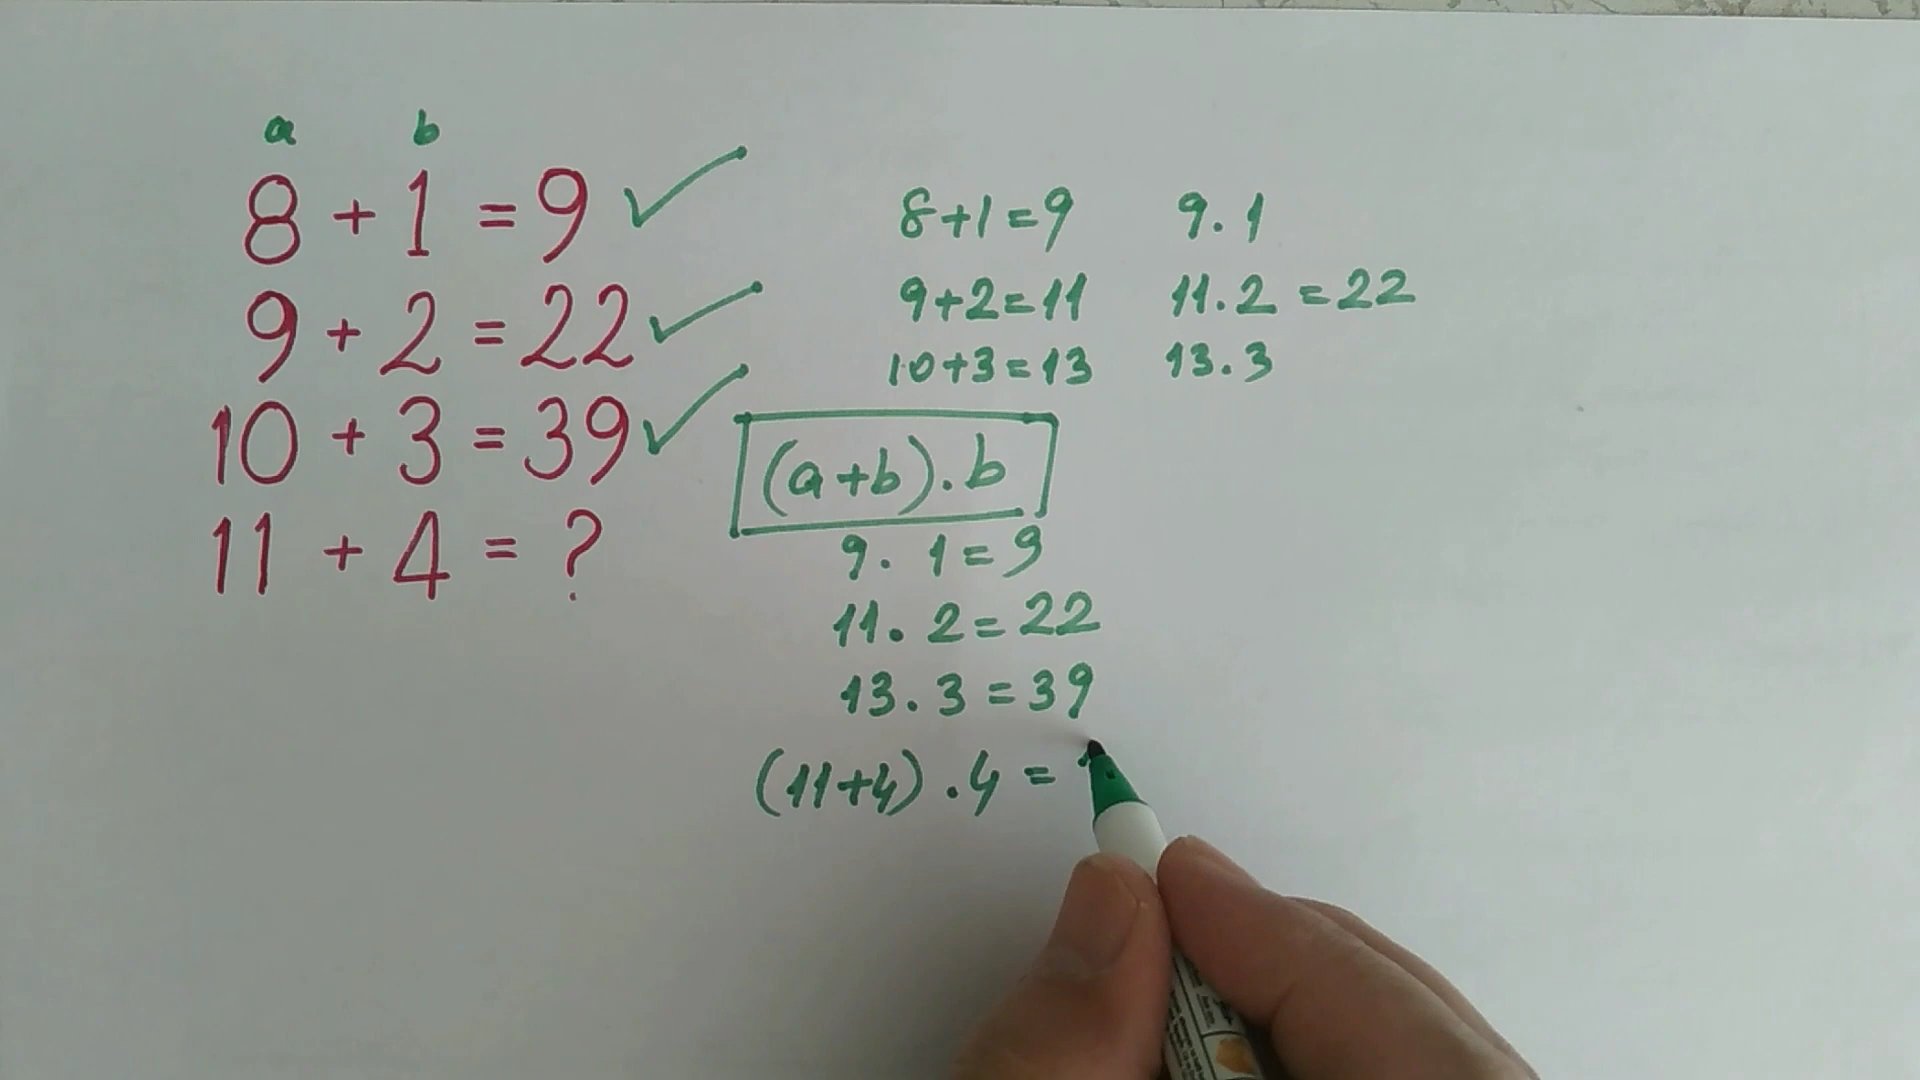 a b
8 + 1 = 9
9 + 2 = 22
10 + 3 = 39
11 + 4 = ?
8+1=9 9.1
9+2=11 11.2=22
10+3=13 13.3
(a+b).b
9. 1=9
11. 2=22
13. 3=39
(11+4).4=